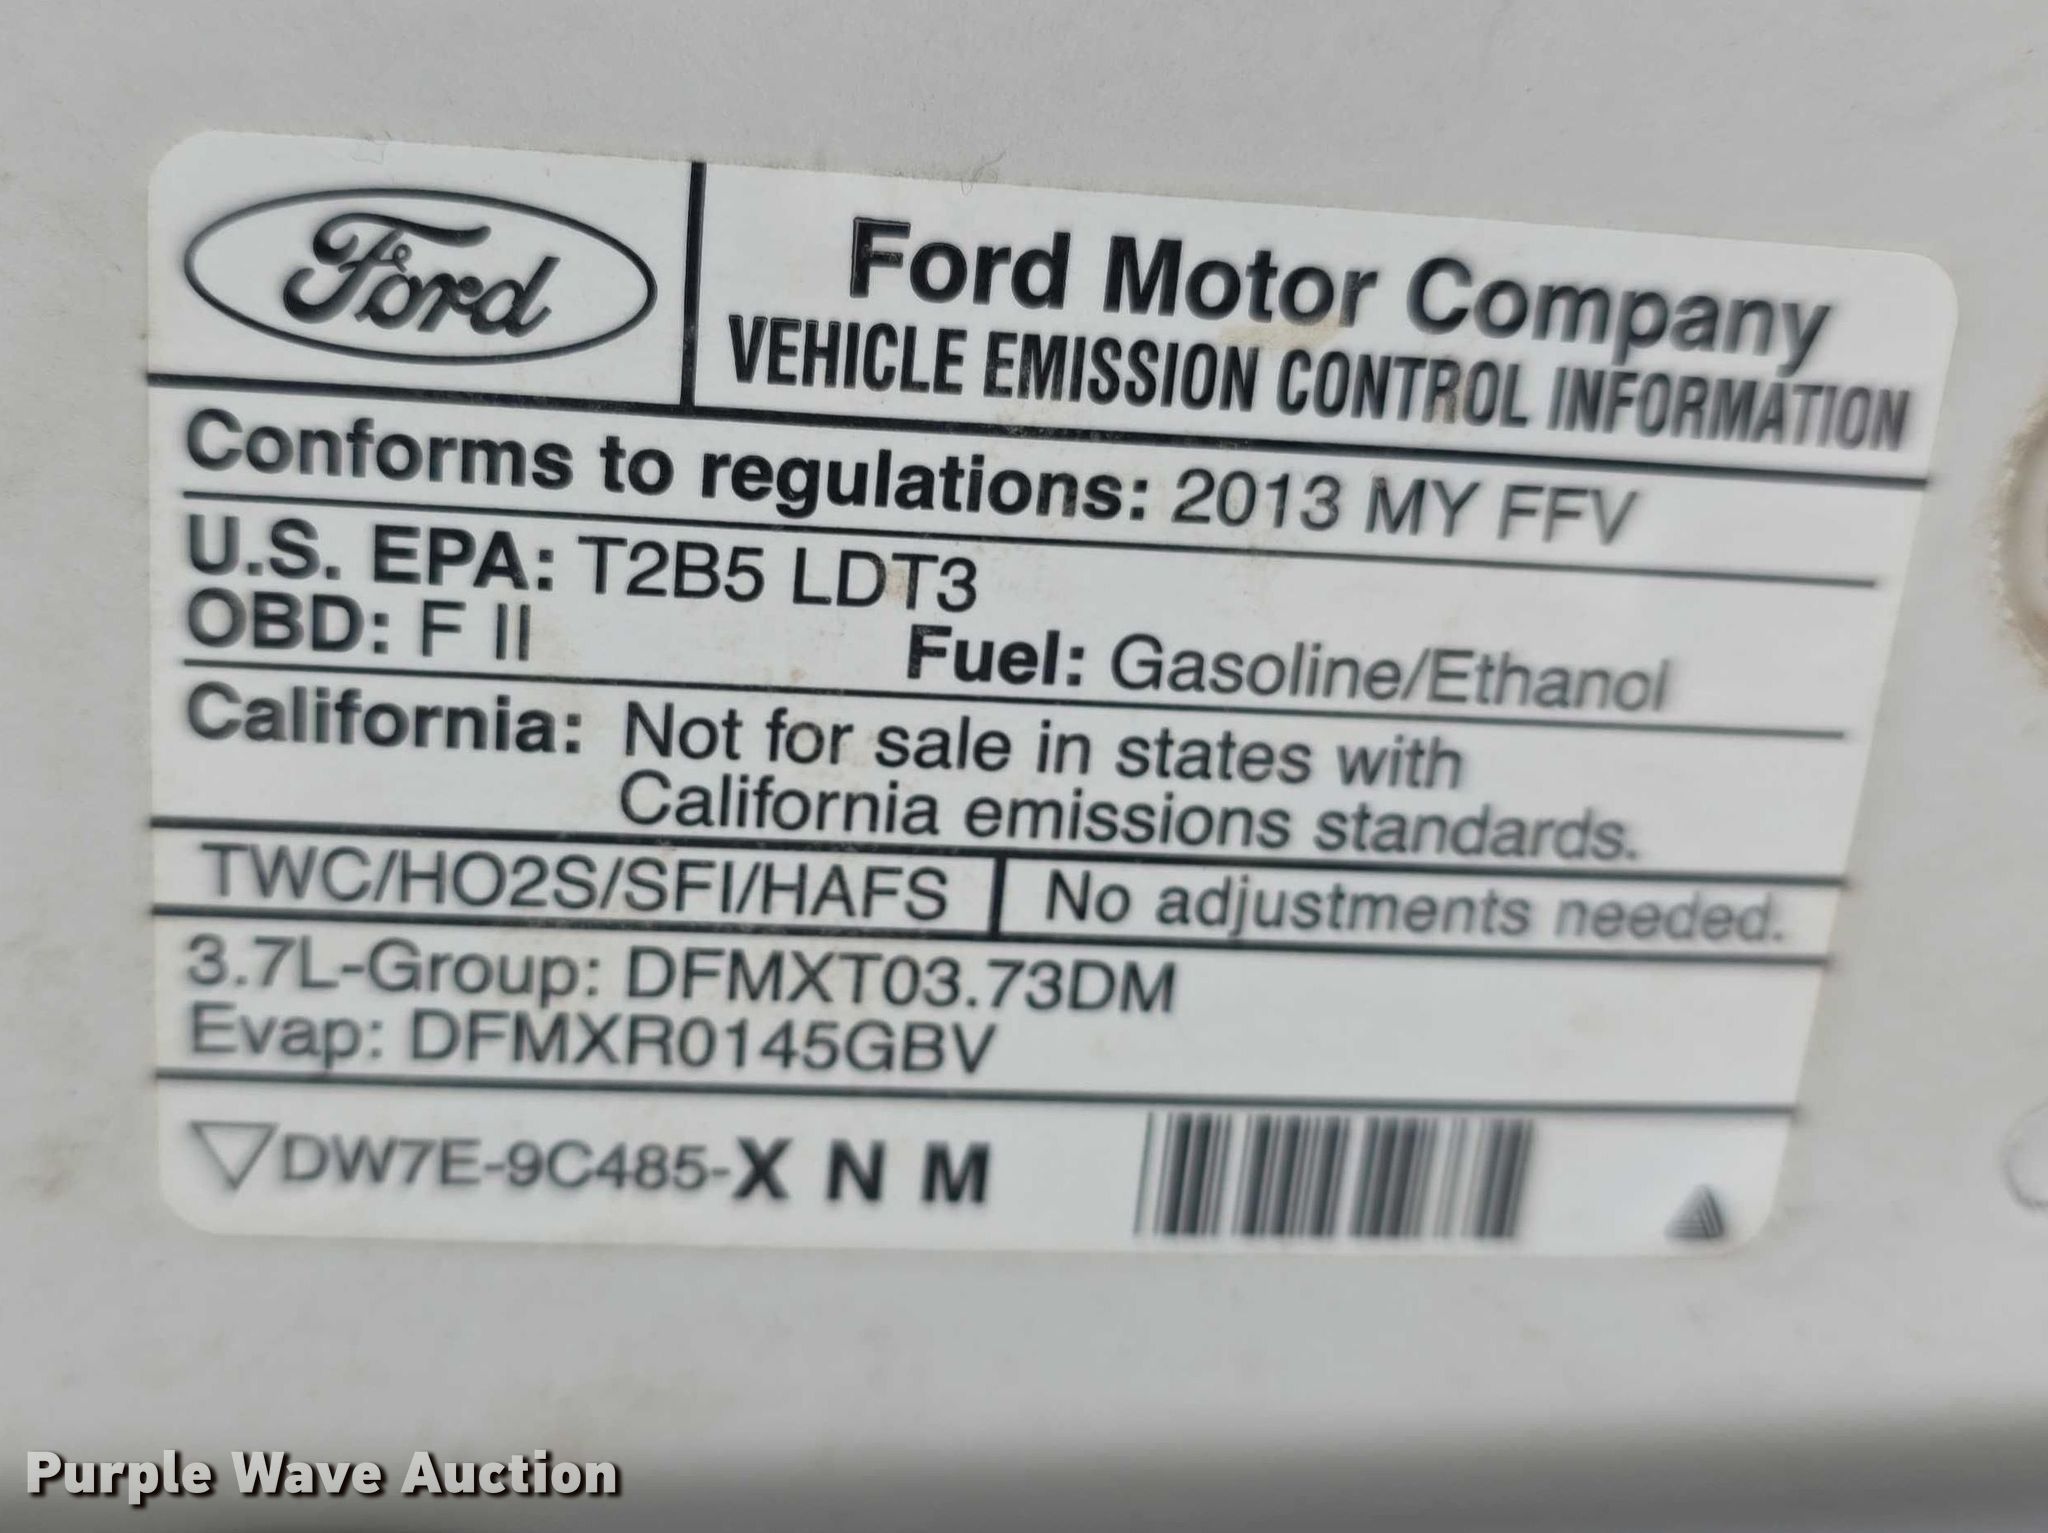 Ford
Ford Motor Company
VEHICLE EMISSION CONTROL INFORMATION
Conforms to regulations: 2013 MY FFV
U.S. EPA: T2B5 LDT3
OBD: F II
Fuel: Gasoline/Ethanol
California: Not for sale in states with
California emissions standards.
TWC/HO2S/SFI/HAFS
No adjustments needed.
3.7L-Group: DFMXT03.73DM
Evap: DFMXR0145GBV
DW7E-9C485-X N M
Purple Wave Auction